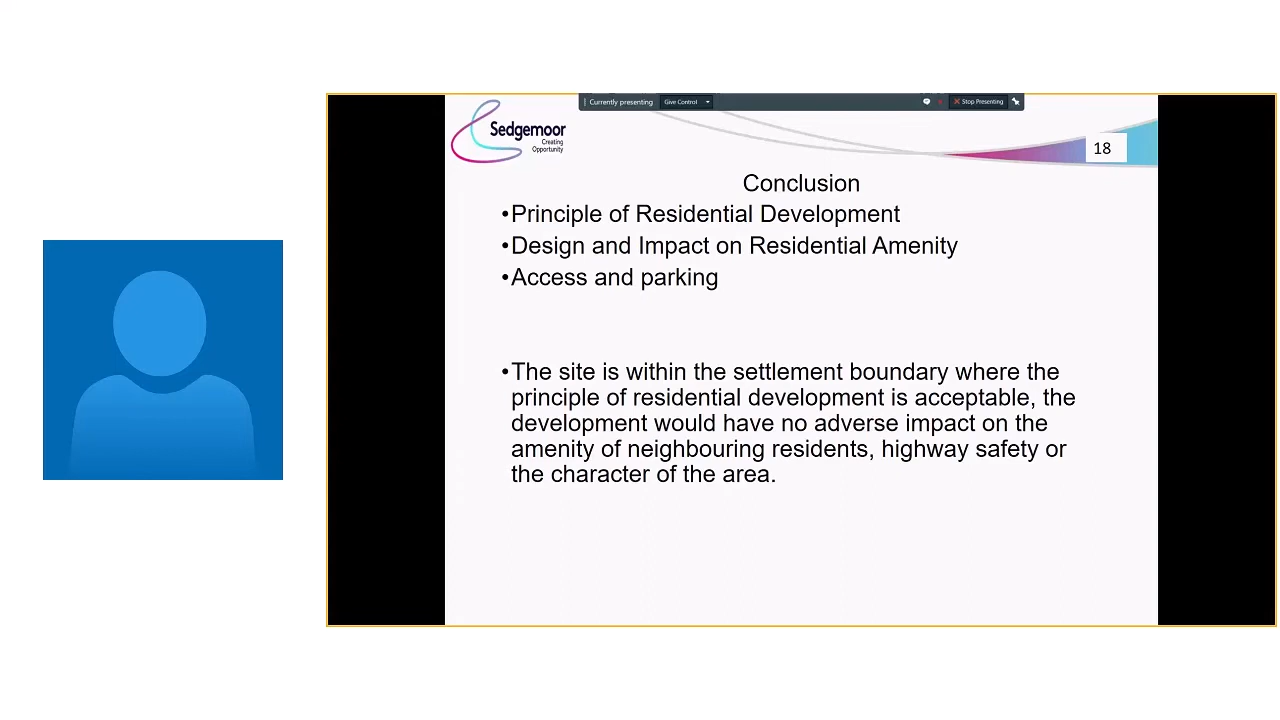 Currently presenting Give Control Stop Presenting
Sedgemoor
Creating
Opportunity
18
Conclusion
•Principle of Residential Development
•Design and Impact on Residential Amenity
•Access and parking
•The site is within the settlement boundary where the
principle of residential development is acceptable, the
development would have no adverse impact on the
amenity of neighbouring residents, highway safety or
the character of the area.